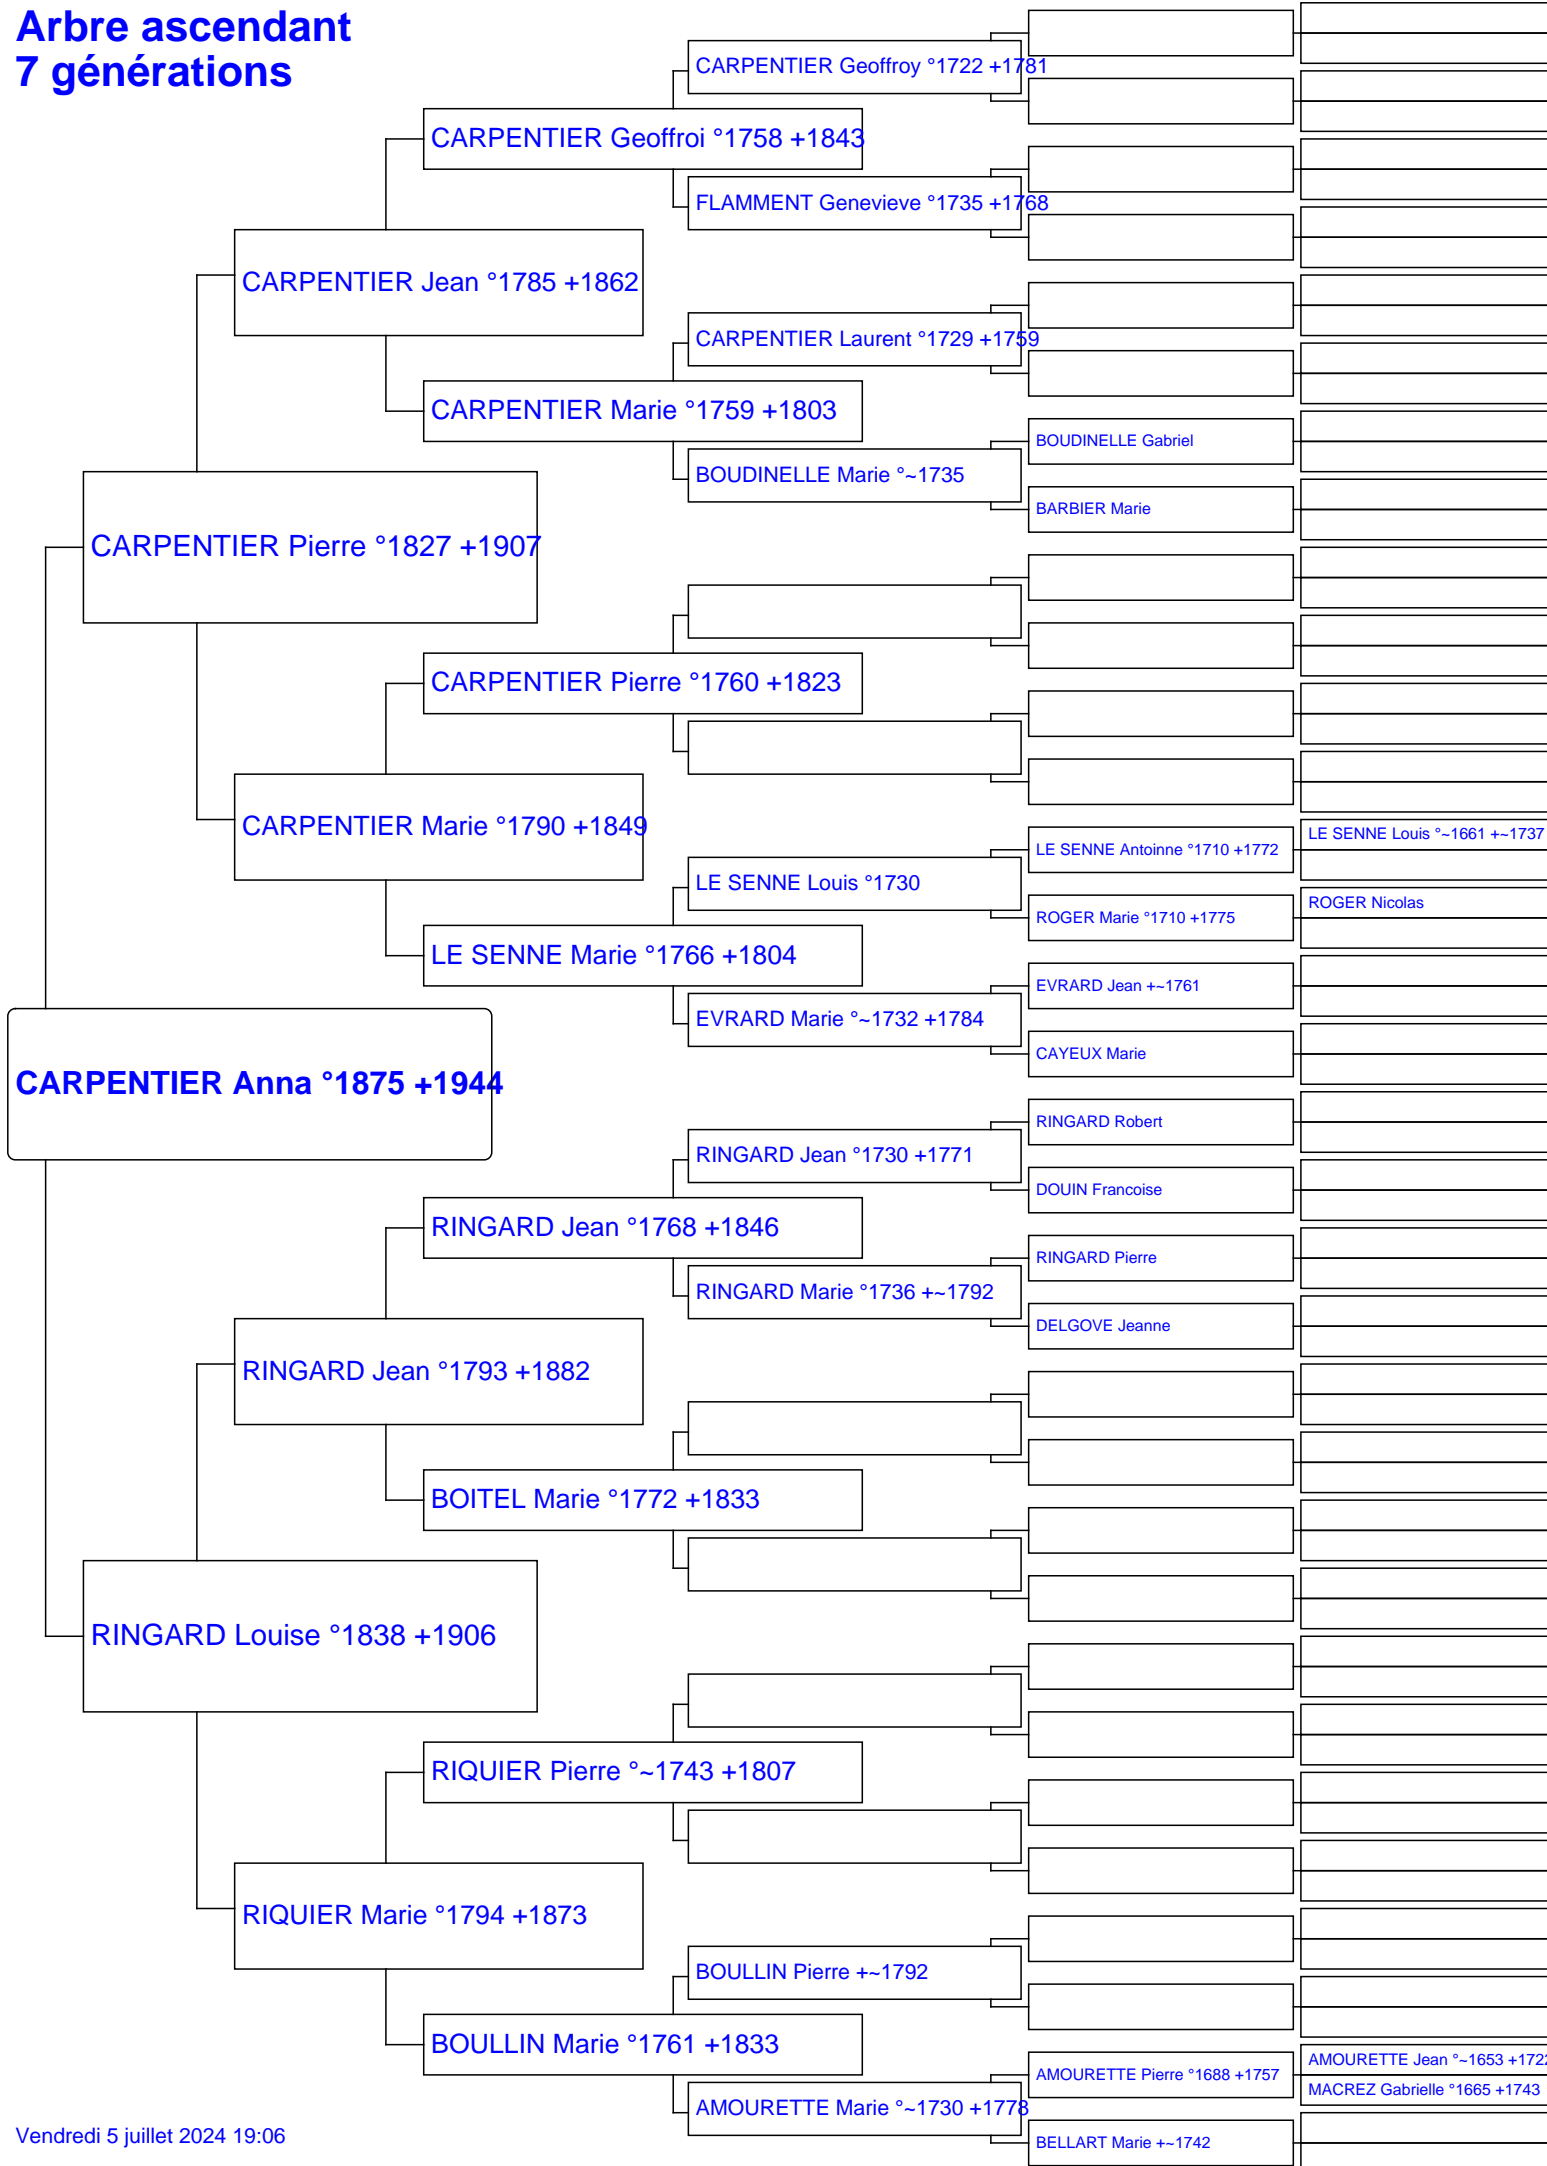 Arbre ascendant
7 générations
CARPENTIER Geoffroy °1722 +1781
CARPENTIER Geoffroi °1758 +1843
FLAMMENT Genevieve °1735 +1768
CARPENTIER Jean °1785 +1862
CARPENTIER Laurent °1729 +1759
CARPENTIER Marie °1759 +1803
BOUDINELLE Gabriel
BOUDINELLE Marie °~1735
BARBIER Marie
CARPENTIER Pierre °1827 +1907
CARPENTIER Pierre °1760 +1823
CARPENTIER Marie °1790 +1849
LE SENNE Louis °~1661 +~1737
LE SENNE Antoinne °1710 +1772
LE SENNE Louis °1730
ROGER Nicolas
ROGER Marie °1710 +1775
LE SENNE Marie °1766 +1804
EVRARD Jean +~1761
EVRARD Marie °~1732 +1784
CAYEUX Marie
CARPENTIER Anna °1875 +1944
RINGARD Robert
RINGARD Jean °1730 +1771
DOUIN Francoise
RINGARD Jean °1768 +1846
RINGARD Pierre
RINGARD Marie °1736 +~1792
DELGOVE Jeanne
RINGARD Jean °1793 +1882
BOITEL Marie °1772 +1833
RINGARD Louise °1838 +1906
RIQUIER Pierre °~1743 +1807
RIQUIER Marie °1794 +1873
BOULLIN Pierre +~1792
BOULLIN Marie °1761 +1833
AMOURETTE Jean °~1653 +1722
AMOURETTE Pierre °1688 +1757
MACREZ Gabrielle °1665 +1743
AMOURETTE Marie °~1730 +1778
BELLART Marie +~1742
Vendredi 5 juillet 2024 19:06